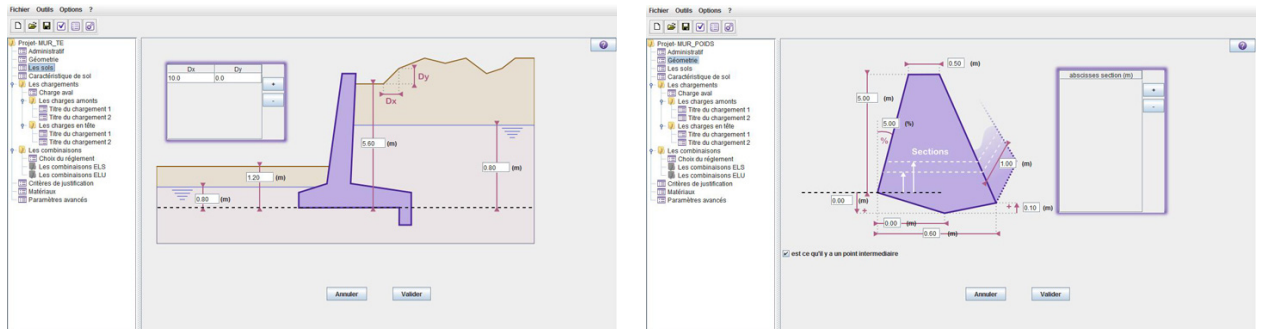 Fichier Outils Options ?
Projet- MUR_TE
Administratif
Géometrie
Les sols
Caractéristique de sol
Les chargements
Charge aval
Les charges amonts
Titre du chargement 1
Titre du chargement 2
Les charges en tête
Titre du chargement 1
Titre du chargement 2
Les combinaisons
Choix du réglement
Les combinaisons ELS
Les combinaisons ELU
Critères de justification
Matériaux
Paramètres avancés
Dx Dy
10.0 0.0
+
-
Dy
Dx
5.60 (m)
0.80 (m)
1.20 (m)
0.80 (m)
Annuler Valider
?
Fichier Outils Options ?
Projet- MUR_POIDS
Administratif
Géometrie
Les sols
Caractéristique de sol
Les chargements
Charge aval
Les charges amonts
Titre du chargement 1
Titre du chargement 2
Les charges en tête
Titre du chargement 1
Titre du chargement 2
Les combinaisons
Choix du réglement
Les combinaisons ELS
Les combinaisons ELU
Critères de justification
Matériaux
Paramètres avancés
0.50 (m)
5.00 (m)
5.00 (%)
%
Sections
1.00 (m)
0.00 (m)
+
+ 0.10 (m)
0.00 (m)
0.60 (m)
abscisses section (m)
+
-
est ce qu'il y a un point intermediaire
Annuler Valider
?